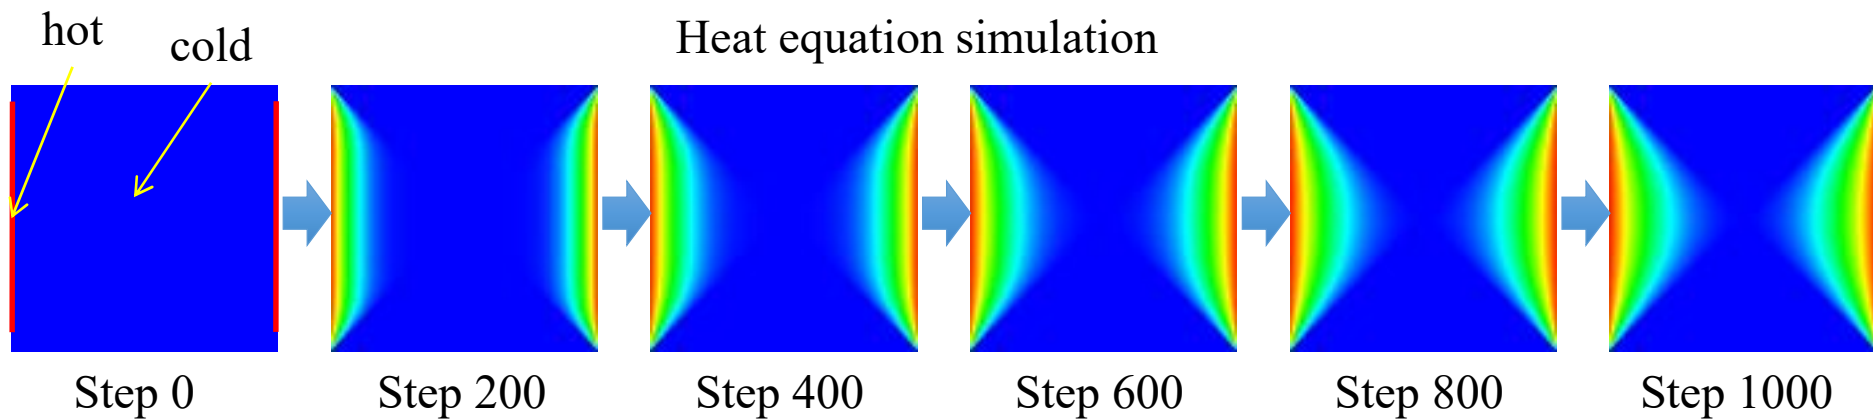 Heat equation simulation
hot
cold
Step 0
Step 200
Step 400
Step 600
Step 800
Step 1000